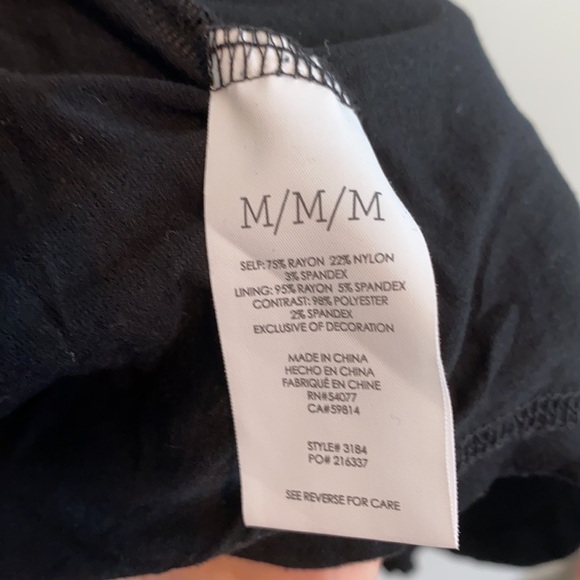 M/M/M
SELF: 75% RAYON 22% NYLON
3% SPANDEX
LINING: 95% RAYON 5% SPANDEX
CONTRAST: 98% POLYESTER
2% SPANDEX
EXCLUSIVE OF DECORATION
MADE IN CHINA
HECHO EN CHINA
FABRIQUÉ EN CHINE
RN#54077
CA#59814
STYLE# 3184
PO# 216337
SEE REVERSE FOR CARE